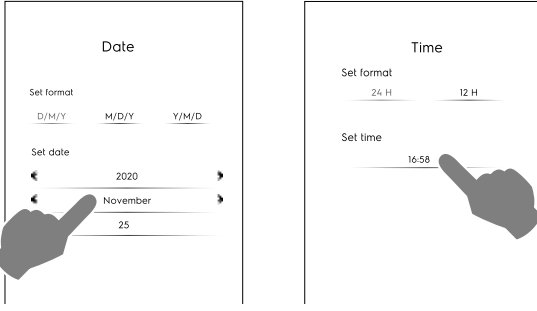 Date
Set format
D/M/Y M/D/Y Y/M/D
Set date
2020
November
25
Time
Set format
24 H 12 H
Set time
16:58